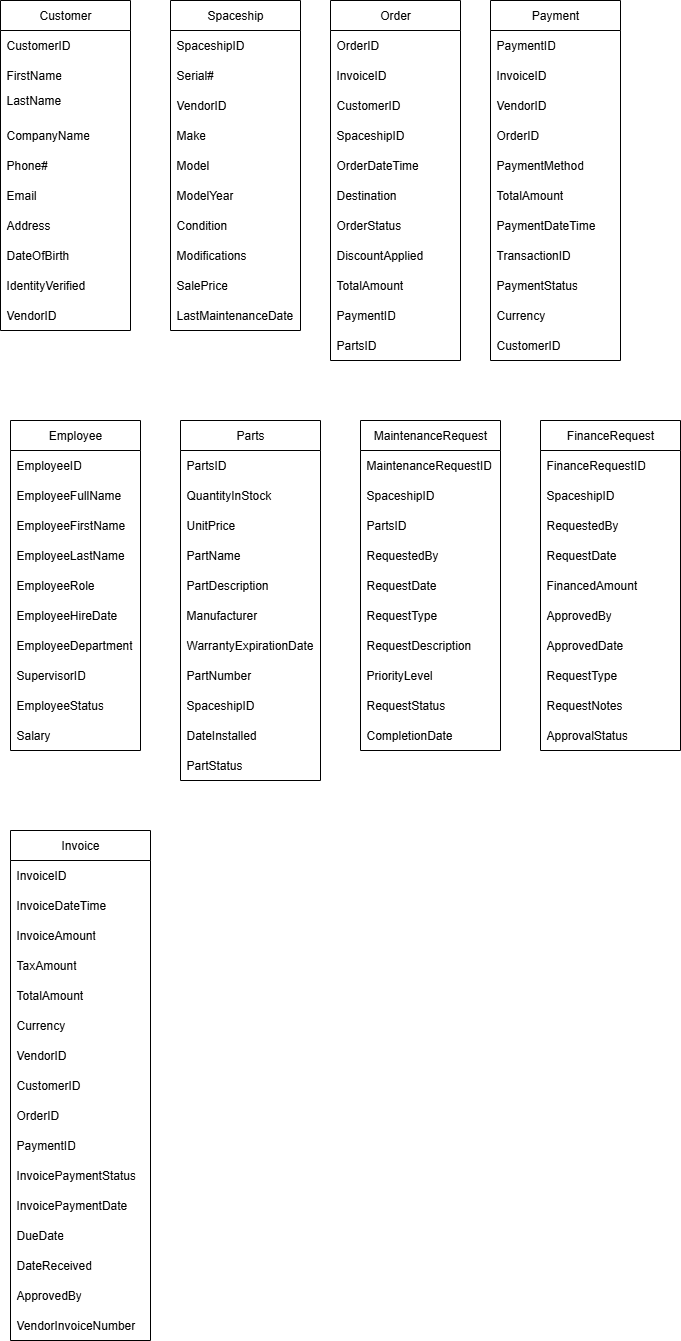 Customer
CustomerID
FirstName
LastName
CompanyName
Phone#
Email
Address
DateOfBirth
IdentityVerified
VendorID
Spaceship
SpaceshipID
Serial#
VendorID
Make
Model
ModelYear
Condition
Modifications
SalePrice
LastMaintenanceDate
Order
OrderID
InvoiceID
CustomerID
SpaceshipID
OrderDateTime
Destination
OrderStatus
DiscountApplied
TotalAmount
PaymentID
PartsID
Payment
PaymentID
InvoiceID
VendorID
OrderID
PaymentMethod
TotalAmount
PaymentDateTime
TransactionID
PaymentStatus
Currency
CustomerID
Employee
EmployeeID
EmployeeFullName
EmployeeFirstName
EmployeeLastName
EmployeeRole
EmployeeHireDate
EmployeeDepartment
SupervisorID
EmployeeStatus
Salary
Parts
PartsID
QuantityInStock
UnitPrice
PartName
PartDescription
Manufacturer
WarrantyExpirationDate
PartNumber
SpaceshipID
DateInstalled
PartStatus
MaintenanceRequest
MaintenanceRequestID
SpaceshipID
PartsID
RequestedBy
RequestDate
RequestType
RequestDescription
PriorityLevel
RequestStatus
CompletionDate
FinanceRequest
FinanceRequestID
SpaceshipID
RequestedBy
RequestDate
FinancedAmount
ApprovedBy
ApprovedDate
RequestType
RequestNotes
ApprovalStatus
Invoice
InvoiceID
InvoiceDateTime
InvoiceAmount
TaxAmount
TotalAmount
Currency
VendorID
CustomerID
OrderID
PaymentID
InvoicePaymentStatus
InvoicePaymentDate
DueDate
DateReceived
ApprovedBy
VendorInvoiceNumber